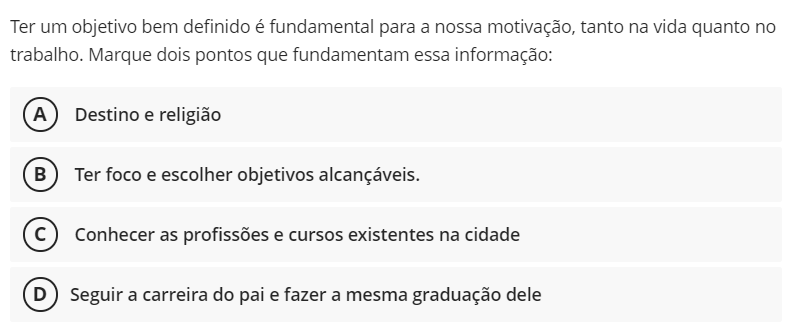 Ter um objetivo bem definido é fundamental para a nossa motivação, tanto na vida quanto no
trabalho. Marque dois pontos que fundamentam essa informação:
A Destino e religião
B Ter foco e escolher objetivos alcançáveis.
C Conhecer as profissões e cursos existentes na cidade
D Seguir a carreira do pai e fazer a mesma graduação dele